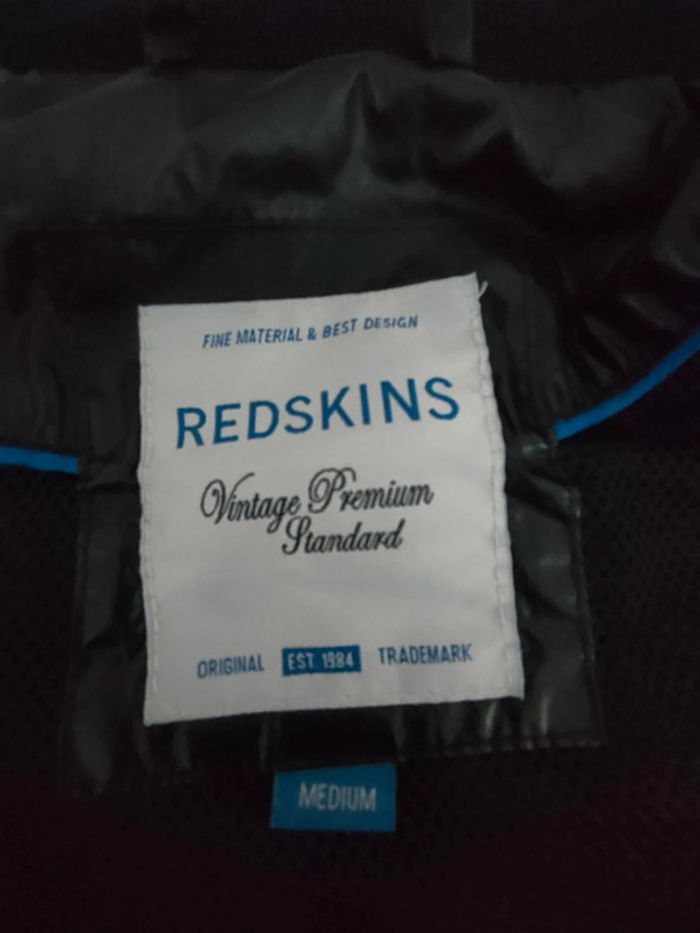 FINE MATERIAL & BEST DESIGN
REDSKINS
Vintage Premium
Standard
ORIGINAL EST. 1984 TRADEMARK
MEDIUM